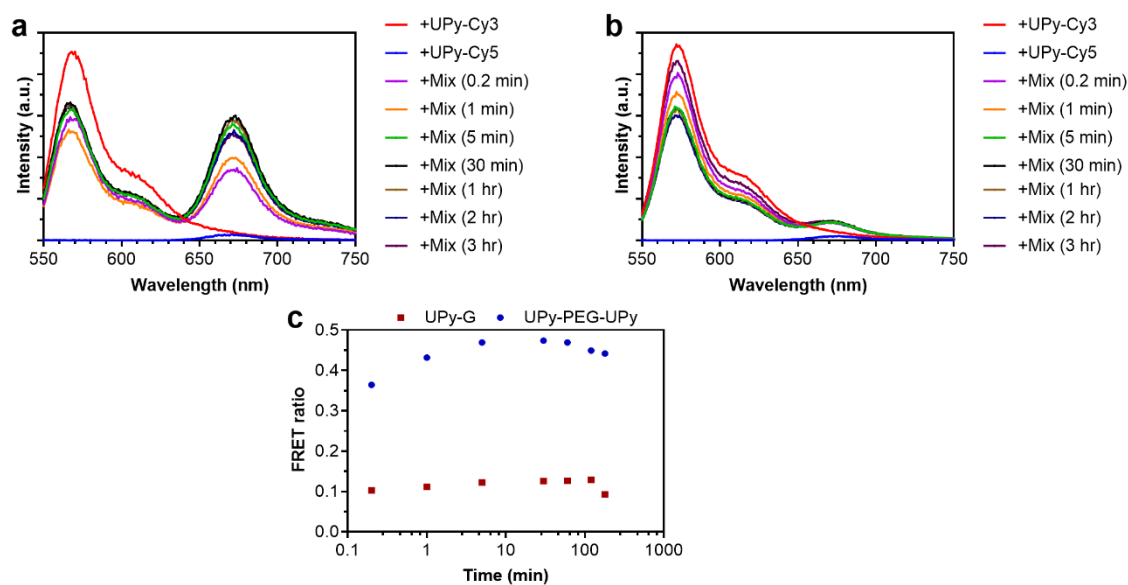 a
Intensity (a.u.)
550 600 650 700 750
Wavelength (nm)
+UPy-Cy3
+UPy-Cy5
+Mix (0.2 min)
+Mix (1 min)
+Mix (5 min)
+Mix (30 min)
+Mix (1 hr)
+Mix (2 hr)
+Mix (3 hr)
b
Intensity (a.u.)
550 600 650 700 750
Wavelength (nm)
+UPy-Cy3
+UPy-Cy5
+Mix (0.2 min)
+Mix (1 min)
+Mix (5 min)
+Mix (30 min)
+Mix (1 hr)
+Mix (2 hr)
+Mix (3 hr)
c
UPy-G UPy-PEG-UPy
FRET ratio
0.5
0.4
0.3
0.2
0.1
0.0
0.1 1 10 100 1000
Time (min)